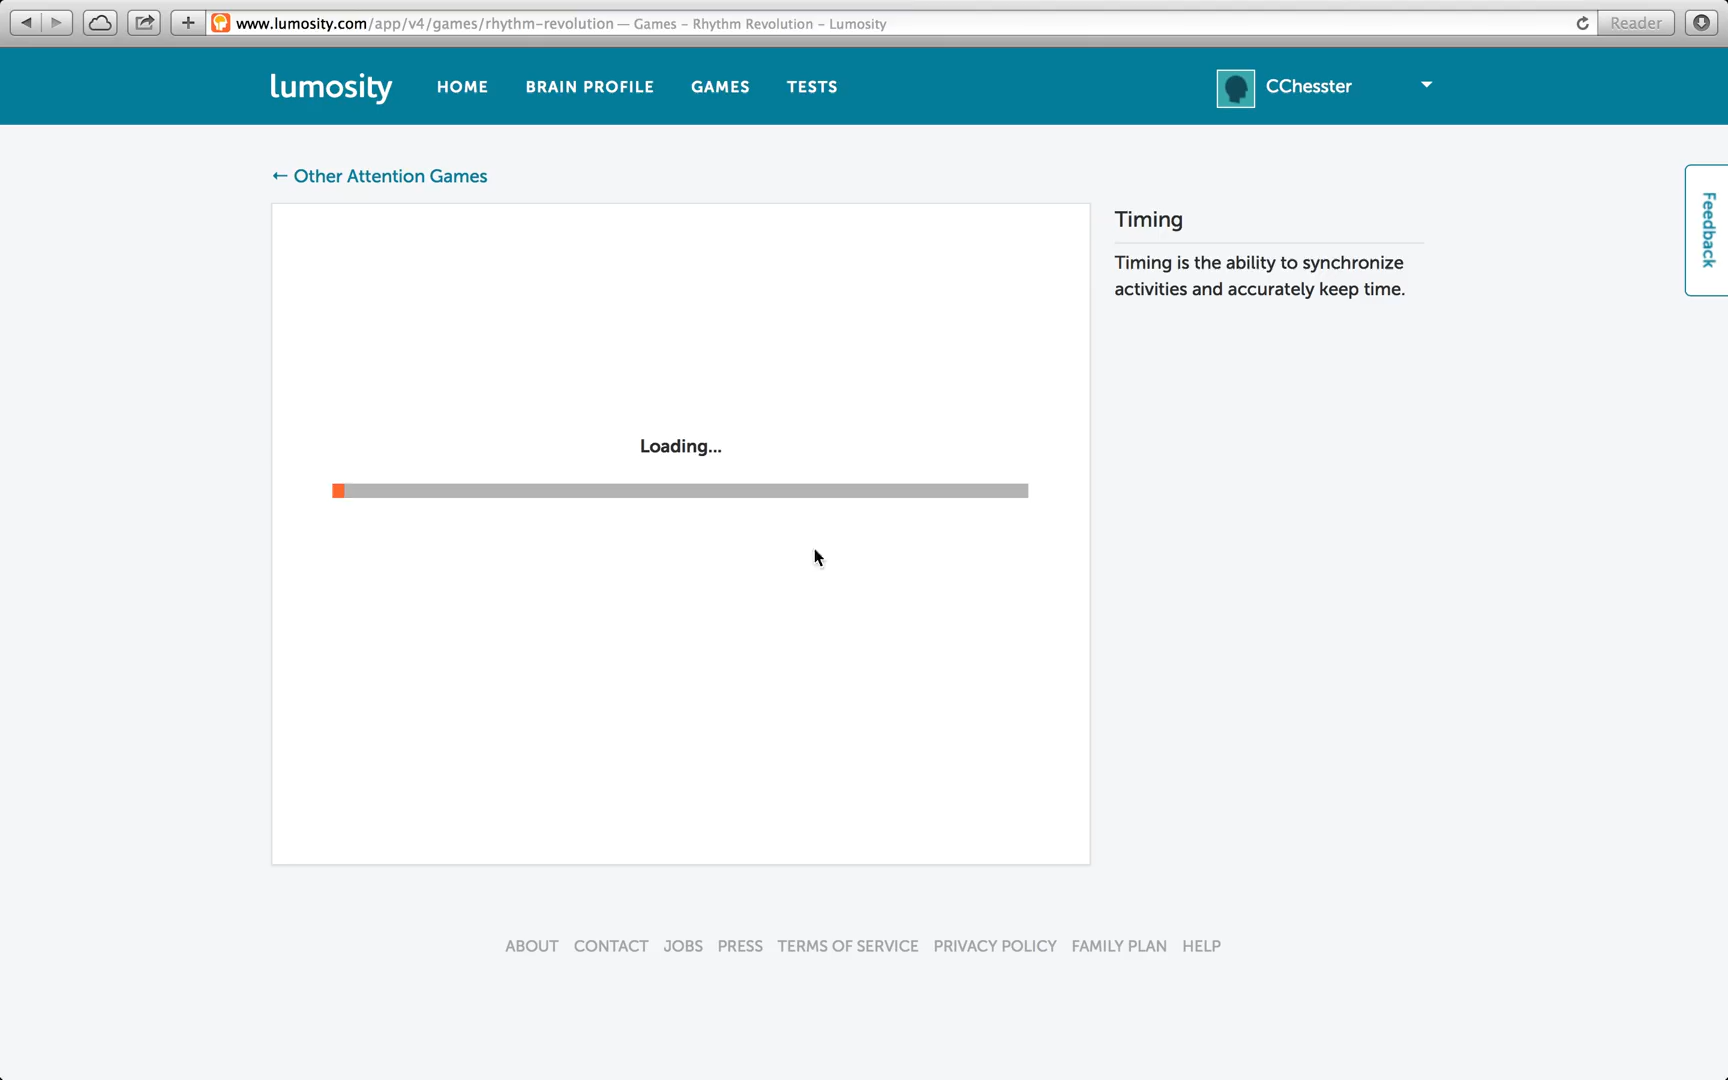 www.lumosity.com/app/v4/games/rhythm-revolution — Games – Rhythm Revolution – Lumosity
Reader
lumosity
HOME
BRAIN PROFILE
GAMES
TESTS
CChesster
← Other Attention Games
Feedback
Timing
Timing is the ability to synchronize
activities and accurately keep time.
Loading...
ABOUT CONTACT JOBS PRESS TERMS OF SERVICE PRIVACY POLICY FAMILY PLAN HELP